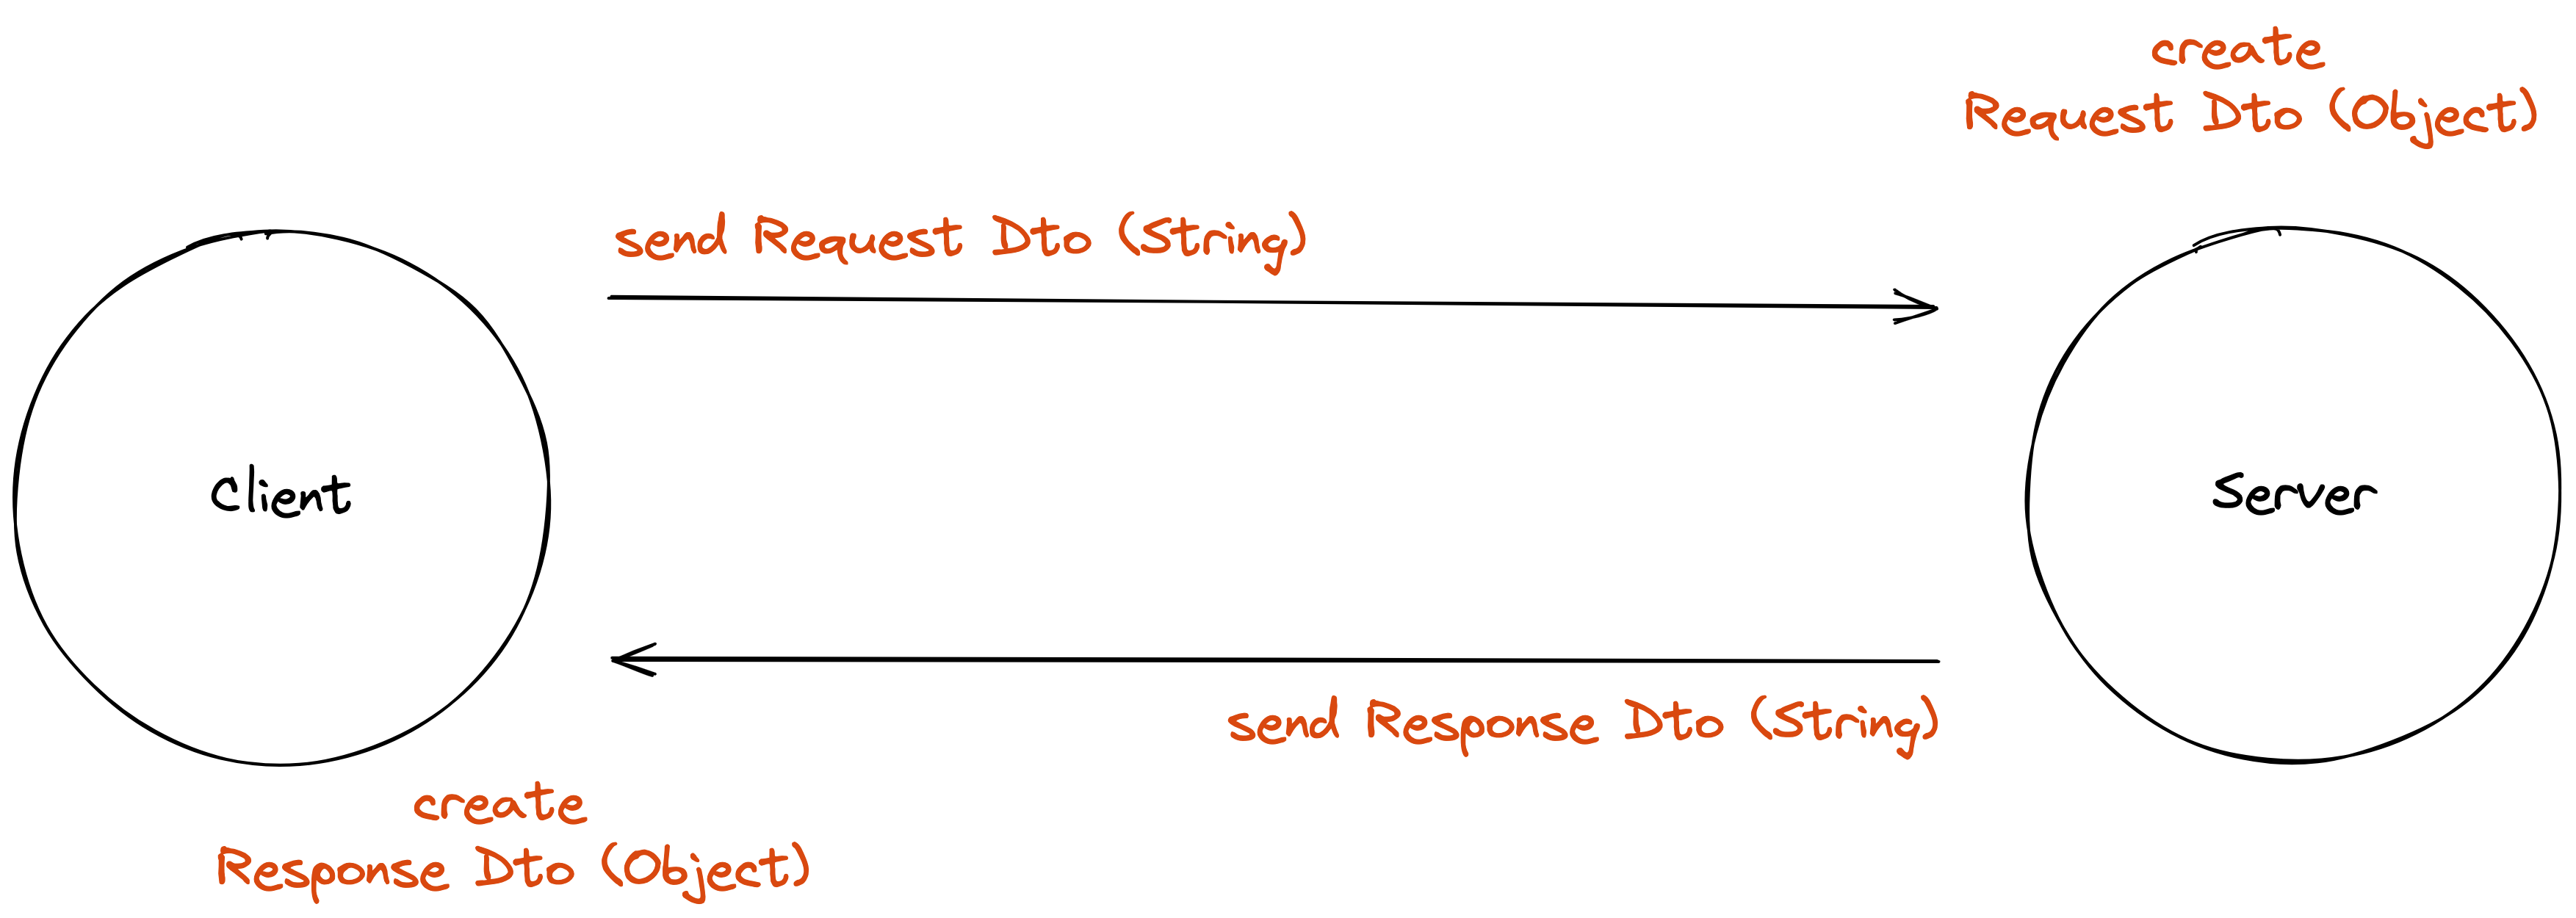 create
Request Dto (Object)
send Request Dto (String)
Client
Server
send Response Dto (String)
create
Response Dto (Object)